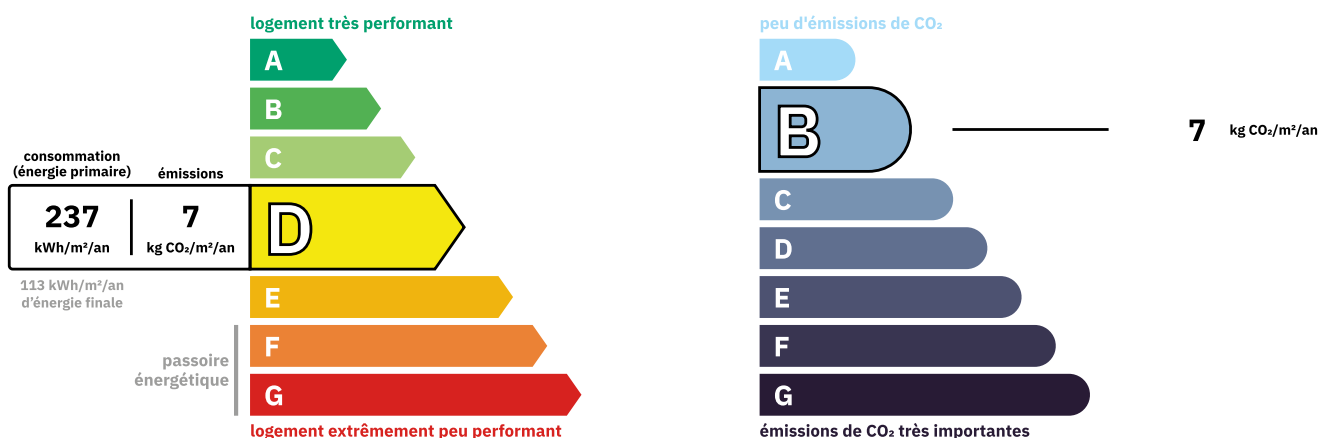 logement très performant
A
B
C
consommation
(énergie primaire)
émissions
237
kWh/m²/an
7
kg CO₂/m²/an
D
113 kWh/m²/an
d'énergie finale
E
passoire
énergétique
F
G
logement extrêmement peu performant
peu d'émissions de CO₂
A
B
7 kg CO₂/m²/an
C
D
E
F
G
émissions de CO₂ très importantes